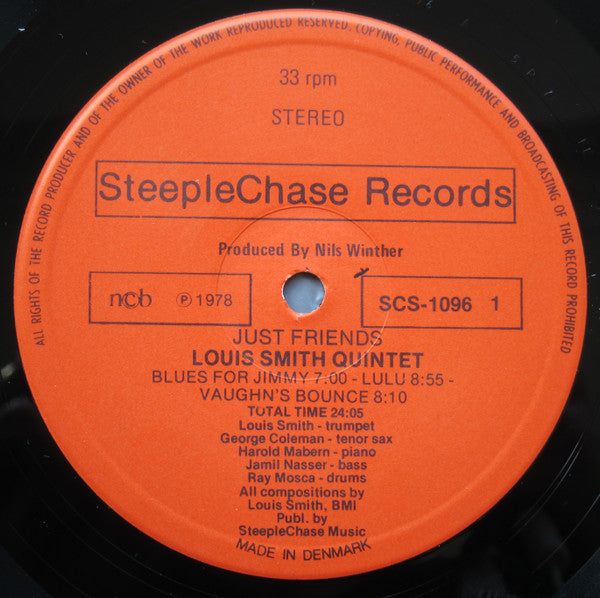 ALL RIGHTS OF THE RECORD PRODUCER AND OF THE OWNER OF THE WORK REPRODUCED RESERVED. COPYING, PUBLIC PERFORMANCE AND BROADCASTING OF THIS RECORD PROHIBITED
33 rpm
STEREO
SteepleChase Records
Produced By Nils Winther
ncb ℗ 1978
SCS-1096 1
JUST FRIENDS
LOUIS SMITH QUINTET
BLUES FOR JIMMY 7:00 - LULU 8:55 -
VAUGHN'S BOUNCE 8:10
TOTAL TIME 24:05
Louis Smith - trumpet
George Coleman - tenor sax
Harold Mabern - piano
Jamil Nasser - bass
Ray Mosca - drums
All compositions by
Louis Smith, BMI
Publ. by
SteepleChase Music
MADE IN DENMARK